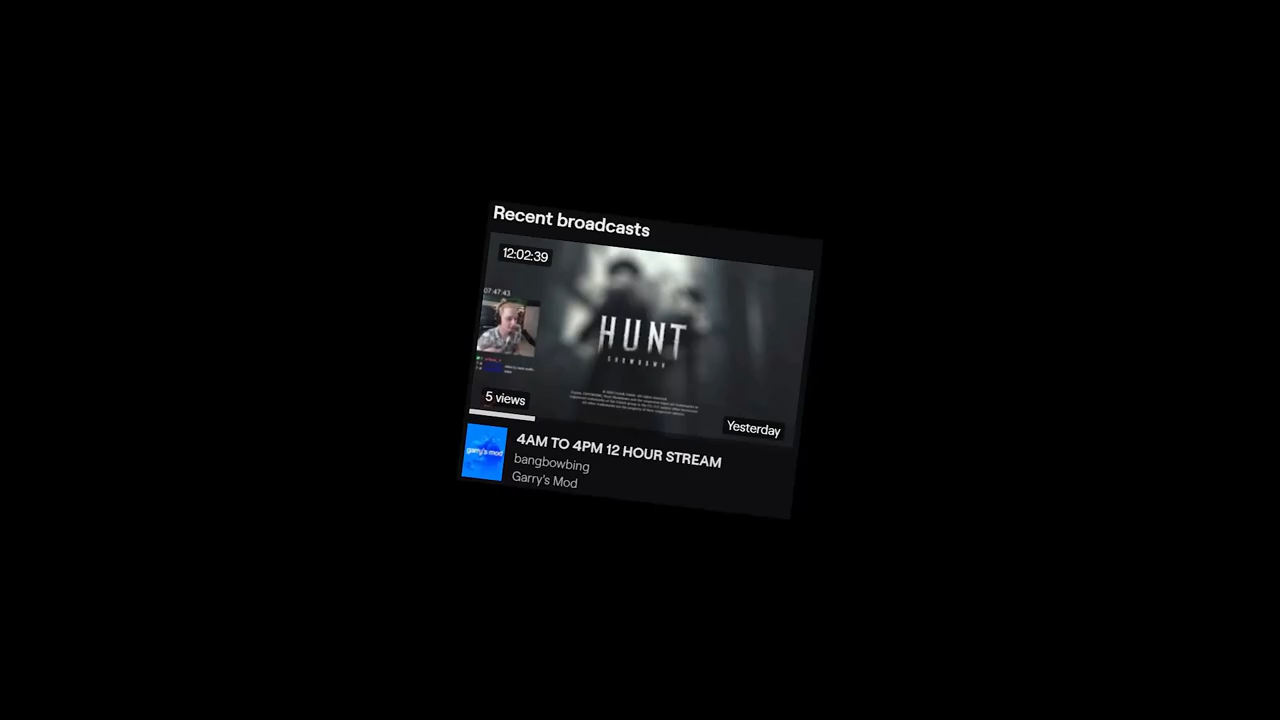 Recent broadcasts
12:02:39
07:47:43
HUNT
SHOWDOWN
5 views
Yesterday
garry's mod
4AM TO 4PM 12 HOUR STREAM
bangbowbing
Garry's Mod